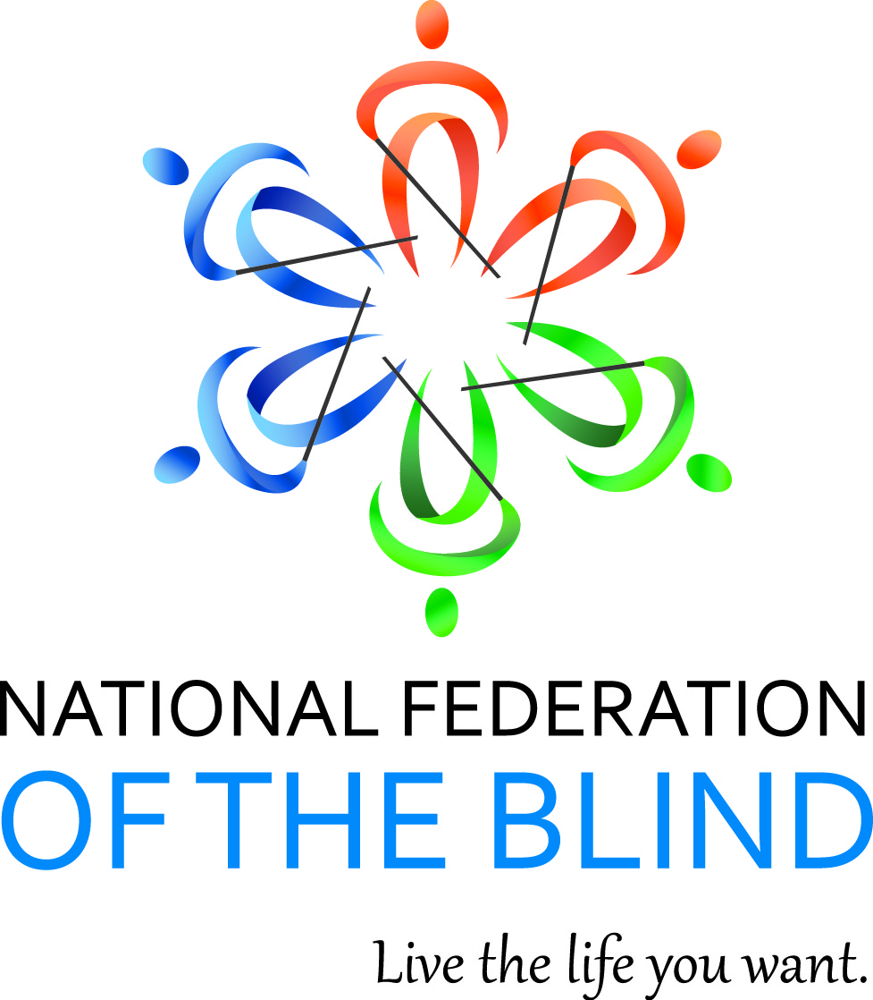 NATIONAL FEDERATION
OF THE BLIND
Live the life you want.